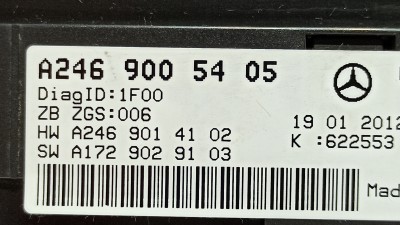 A246 900 54 05
DiagID:1F00
ZB ZGS:006
19 01 2012
HW A246 901 41 02
K :622553
SW A172 902 91 03
Mad